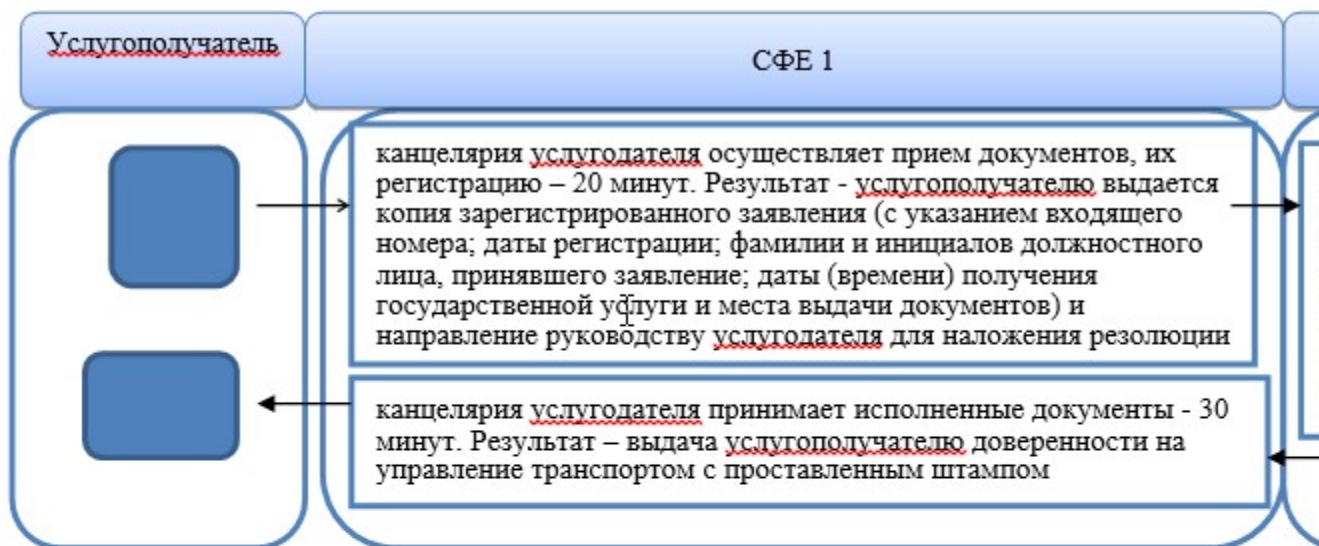 Услугополучатель
СФЕ 1
канцелярия услугодателя осуществляет прием документов, их
регистрацию – 20 минут. Результат - услугополучателю выдается
копия зарегистрированного заявления (с указанием входящего
номера; даты регистрации; фамилии и инициалов должностного
лица, принявшего заявление; даты (времени) получения
государственной услуги и места выдачи документов) и
направление руководству услугодателя для наложения резолюции
канцелярия услугодателя принимает исполненные документы - 30
минут. Результат – выдача услугополучателю доверенности на
управление транспортом с проставленным штампом